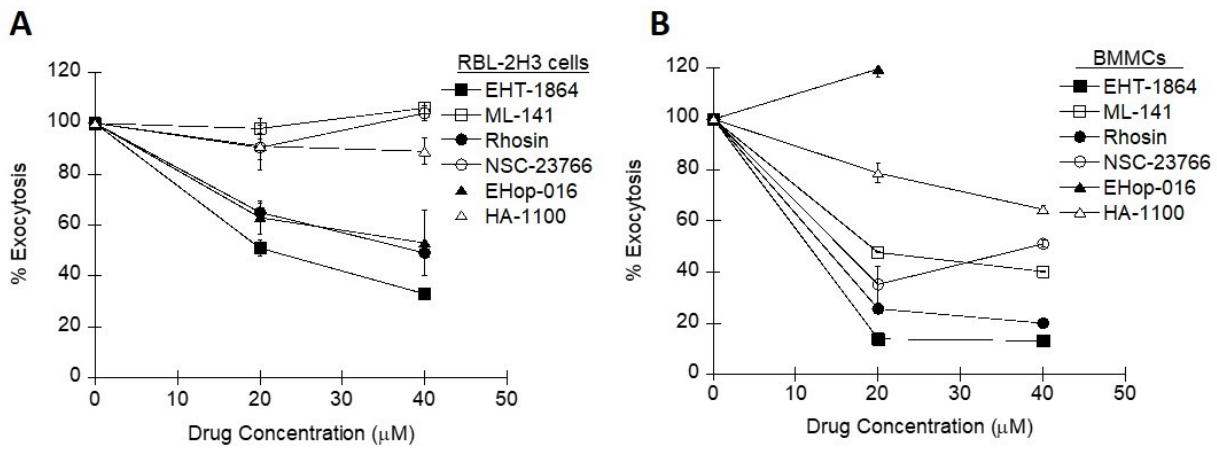 A
RBL-2H3 cells
EHT-1864
ML-141
Rhosin
NSC-23766
EHop-016
HA-1100
120
100
80
60
40
20
0
% Exocytosis
0 10 20 30 40 50
Drug Concentration (μM)
B
BMMCs
EHT-1864
ML-141
Rhosin
NSC-23766
EHop-016
HA-1100
120
100
80
60
40
20
0
% Exocytosis
0 10 20 30 40 50
Drug Concentration (μM)